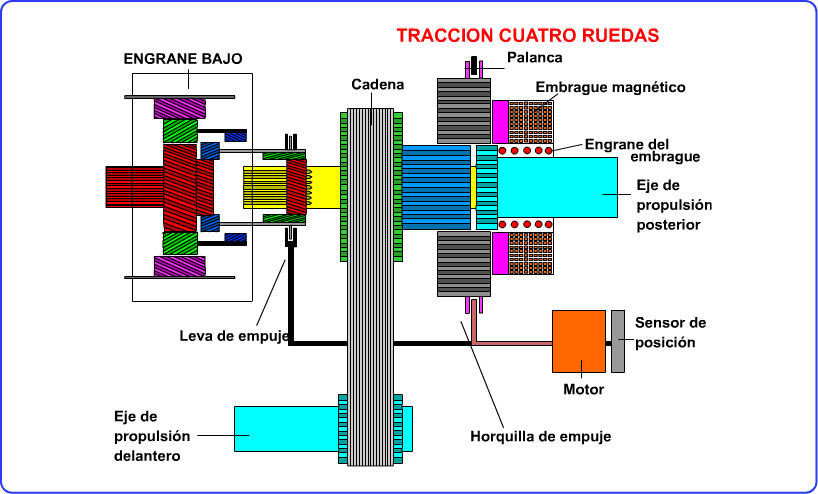 TRACCION CUATRO RUEDAS
ENGRANE BAJO
Palanca
Cadena
Embrague magnético
Engrane del
embrague
Eje de
propulsión
posterior
Leva de empuje
Sensor de
posición
Motor
Eje de
propulsión
delantero
Horquilla de empuje